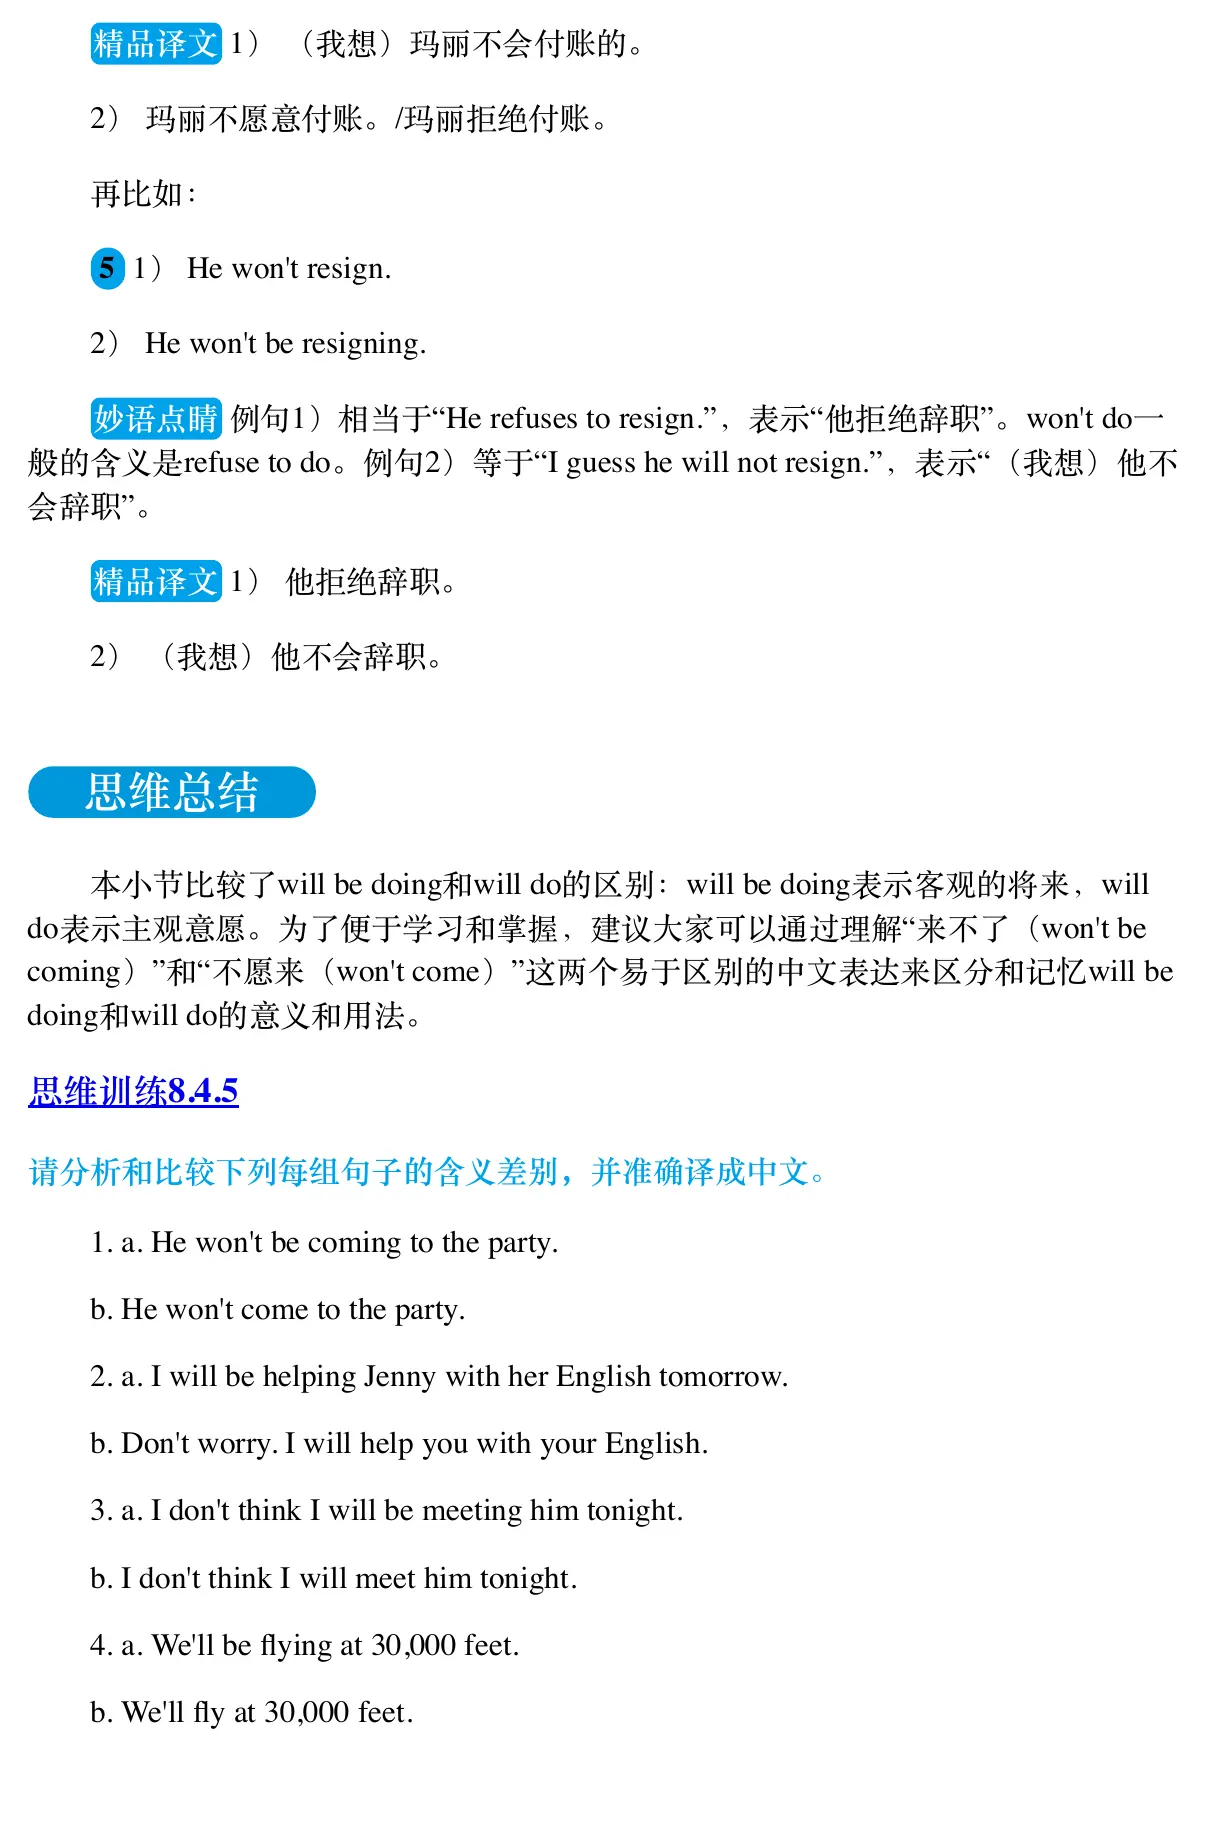 精品译文 1） （我想）玛丽不会付账的。
2） 玛丽不愿意付账。/玛丽拒绝付账。
再比如：
5 1） He won't resign.
2） He won't be resigning.
妙语点睛 例句1）相当于“He refuses to resign.”，表示“他拒绝辞职”。won't do一
般的含义是refuse to do。例句2）等于“I guess he will not resign.”，表示“（我想）他不
会辞职”。
精品译文 1） 他拒绝辞职。
2） （我想）他不会辞职。
思维总结
本小节比较了will be doing和will do的区别：will be doing表示客观的将来，will
do表示主观意愿。为了便于学习和掌握，建议大家可以通过理解“来不了（won't be
coming）”和“不愿来（won't come）”这两个易于区别的中文表达来区分和记忆will be
doing和will do的意义和用法。
思维训练8.4.5
请分析和比较下列每组句子的含义差别，并准确译成中文。
1. a. He won't be coming to the party.
b. He won't come to the party.
2. a. I will be helping Jenny with her English tomorrow.
b. Don't worry. I will help you with your English.
3. a. I don't think I will be meeting him tonight.
b. I don't think I will meet him tonight.
4. a. We'll be flying at 30,000 feet.
b. We'll fly at 30,000 feet.